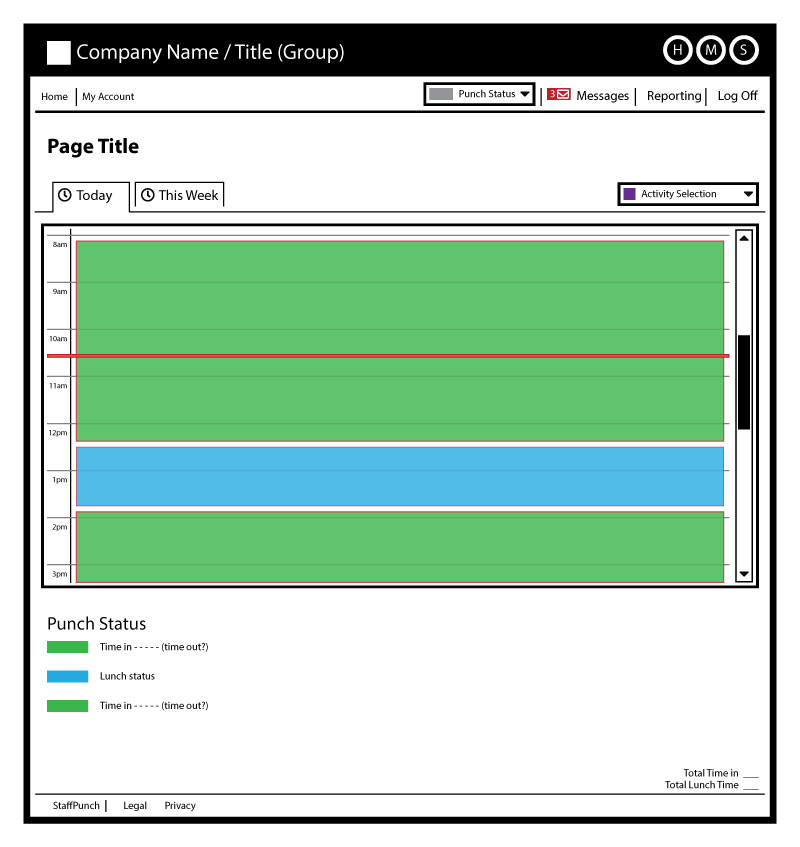 Company Name / Title (Group)
H M S
Home My Account
Punch Status
3 Messages Reporting Log Off
Page Title
Today This Week
Activity Selection
8am
9am
10am
11am
12pm
1pm
2pm
3pm
Punch Status
Time in - - - - - (time out?)
Lunch status
Time in - - - - - (time out?)
Total Time in __
Total Lunch Time __
StaffPunch Legal Privacy